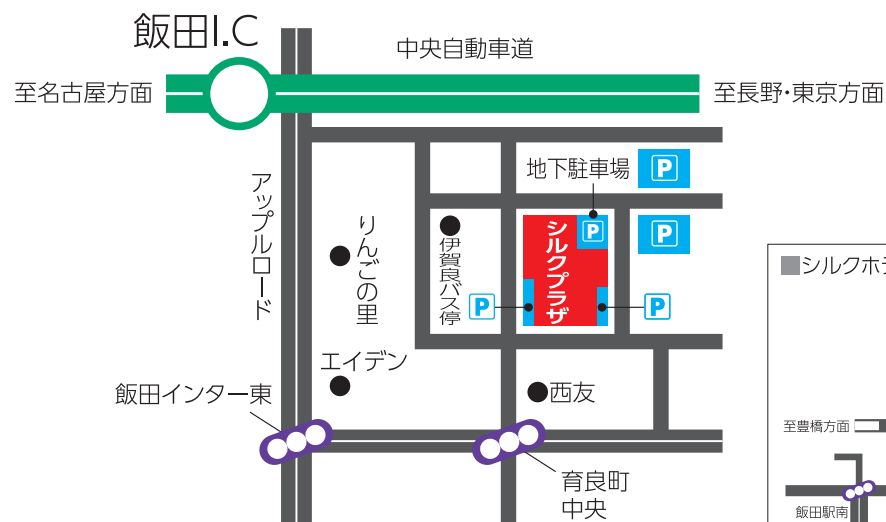 飯田I.C
中央自動車道
至名古屋方面
至長野・東京方面
地下駐車場
P
アップルロード
りんごの里
伊賀良バス停
シルクプラザ
P
P
P
P
エイデン
飯田インター東
西友
育良町
中央
至豊橋方面
飯田駅南